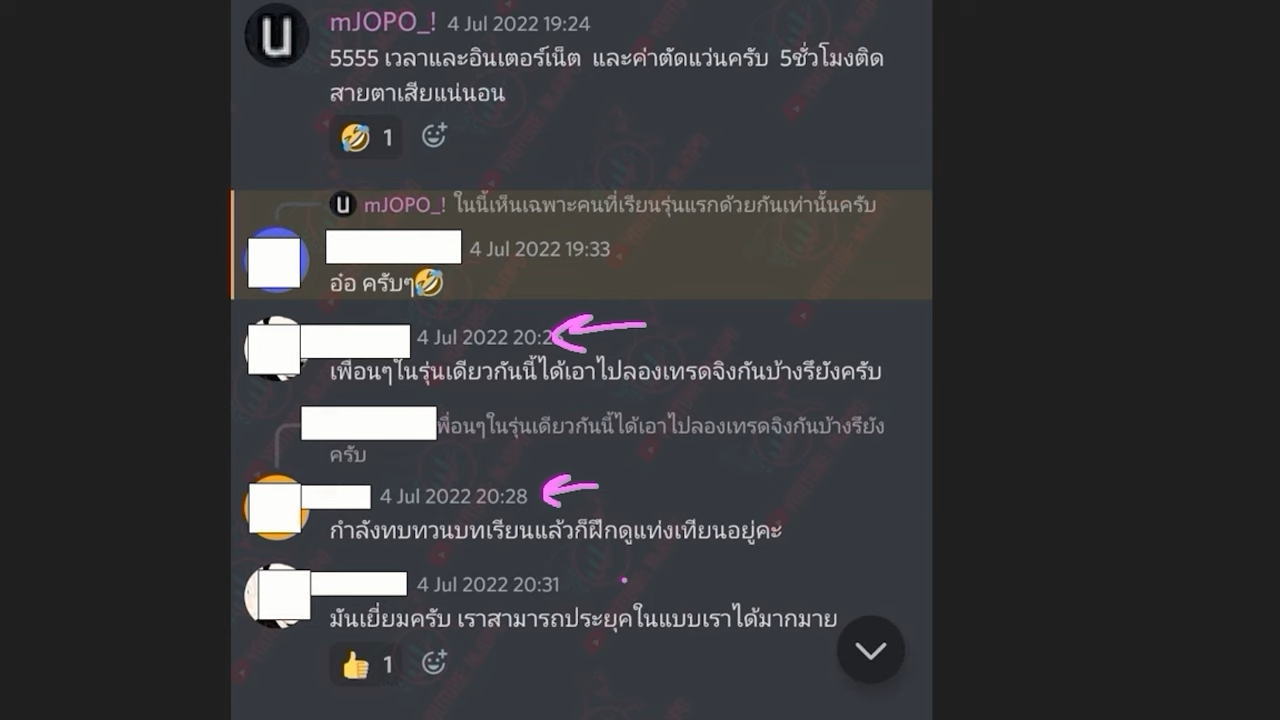 mJOPO_! 4 Jul 2022 19:24
5555 เวลาและอินเตอร์เน็ต และค่าตัดแว่นครับ 5ชั่วโมงติด
สายตาเสียแน่นอน
🤣 1
mJOPO_! ในนี้เห็นเฉพาะคนที่เรียนรุ่นแรกด้วยกันเท่านั้นครับ
4 Jul 2022 19:33
อ๋อ ครับๆ🤣
4 Jul 2022
เพื่อนๆในรุ่นเดียวกันนี้ได้เอาไปลองเทรดจิงกันบ้างรึยังครับ
พื่อนๆในรุ่นเดียวกันนี้ได้เอาไปลองเทรดจิงกันบ้างรึยัง
ครับ
4 Jul 2022 20:28
กำลังทบทวนบทเรียนแล้วก็ฝึกดูแท่งเทียนอยู่คะ
4 Jul 2022 20:31
มันเยี่ยมครับ เราสามารถประยุคในแบบเราได้มากมาย
👍 1